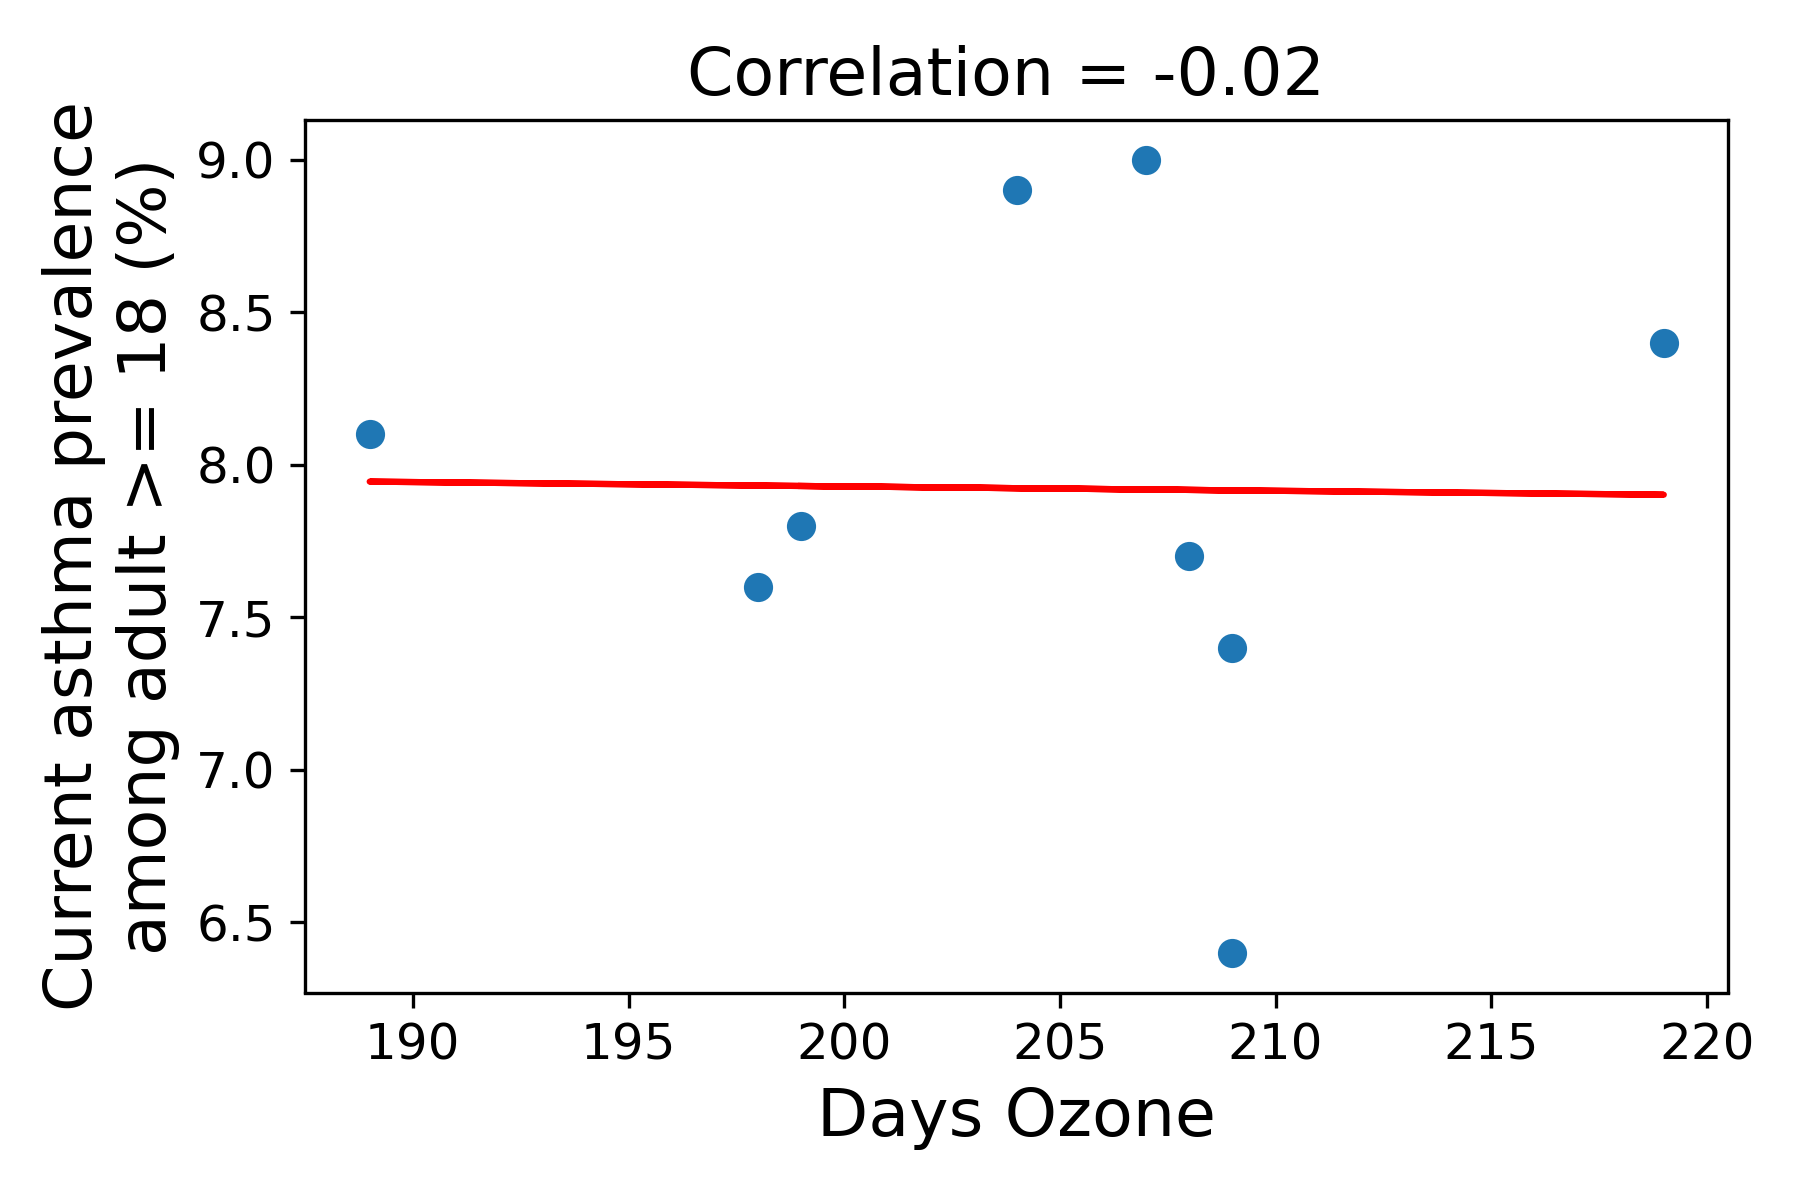 Correlation = -0.02
Current asthma prevalence
among adult >= 18 (%)
9.0
8.5
8.0
7.5
7.0
6.5
190 195 200 205 210 215 220
Days Ozone